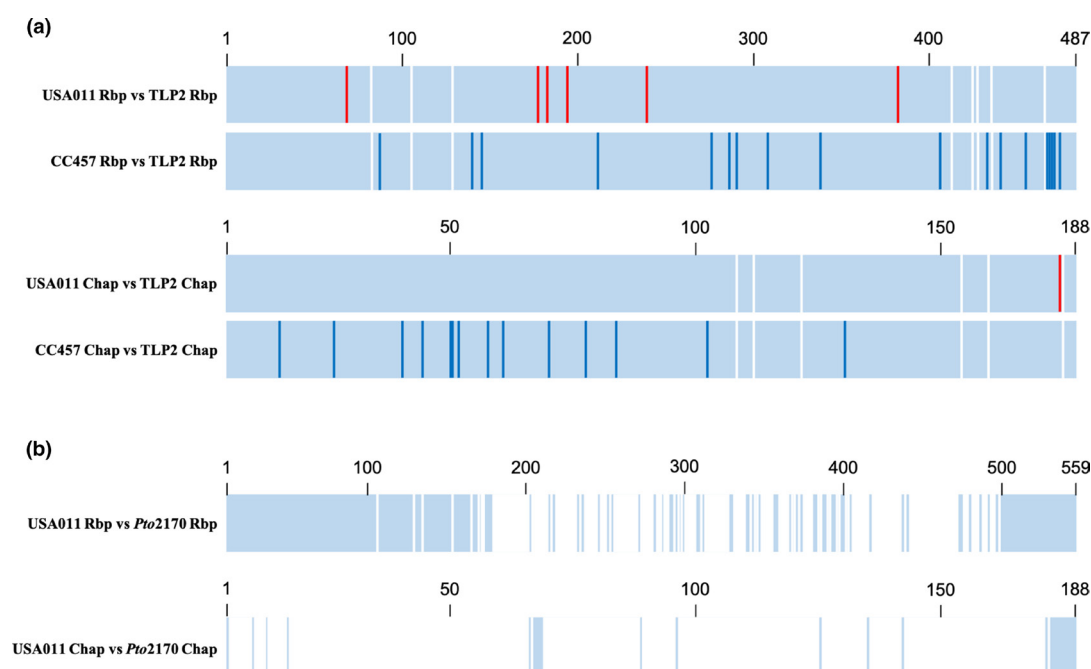 (a)
1 100 200 300 400 487
USA011 Rbp vs TLP2 Rbp
CC457 Rbp vs TLP2 Rbp
1 50 100 150 188
USA011 Chap vs TLP2 Chap
CC457 Chap vs TLP2 Chap
(b)
1 100 200 300 400 500 559
USA011 Rbp vs Pto2170 Rbp
1 50 100 150 188
USA011 Chap vs Pto2170 Chap